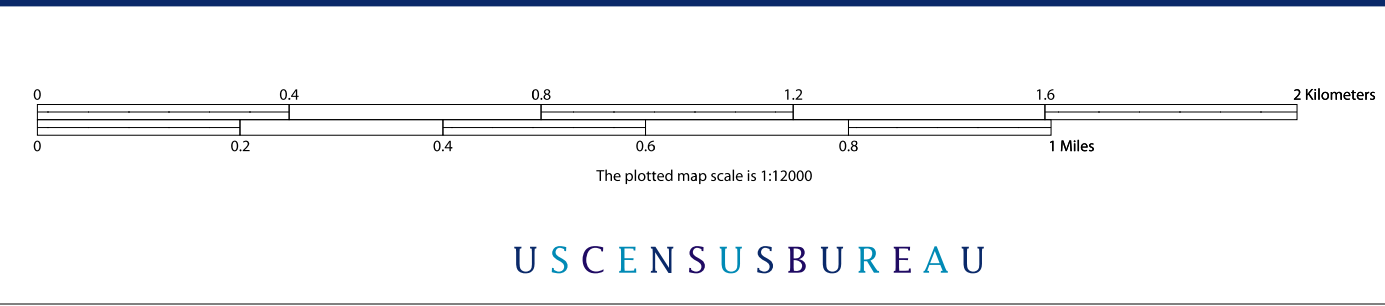 0 0.4 0.8 1.2 1.6 2 Kilometers
0 0.2 0.4 0.6 0.8 1 Miles
The plotted map scale is 1:12000
USCENSUSBUREAU